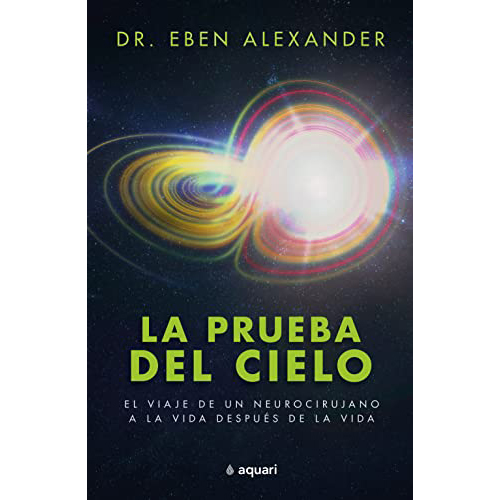 DR. EBEN ALEXANDER
LA PRUEBA
DEL CIELO
EL VIAJE DE UN NEUROCIRUJANO
A LA VIDA DESPUÉS DE LA VIDA
aquari